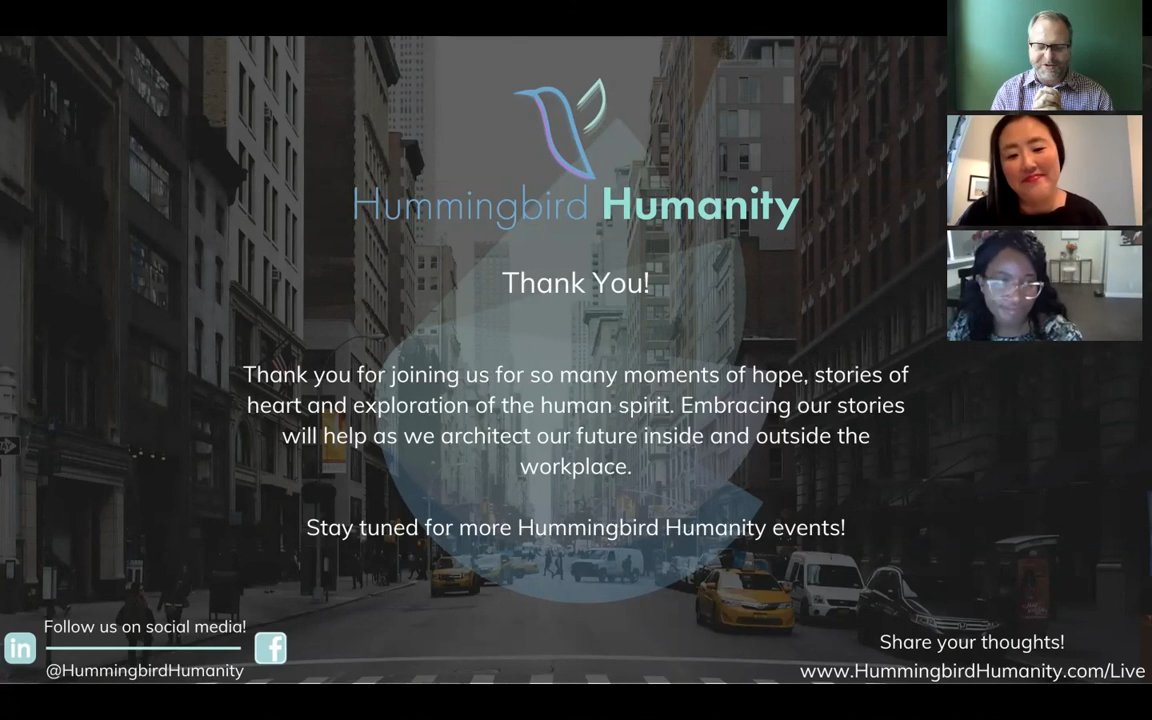 Hummingbird Humanity
Thank You!
Thank you for joining us for so many moments of hope, stories of
heart and exploration of the human spirit. Embracing our stories
will help as we architect our future inside and outside the
workplace.
Stay tuned for more Hummingbird Humanity events!
Follow us on social media!
in
f
@HummingbirdHumanity
Share your thoughts!
www.HummingbirdHumanity.com/Live